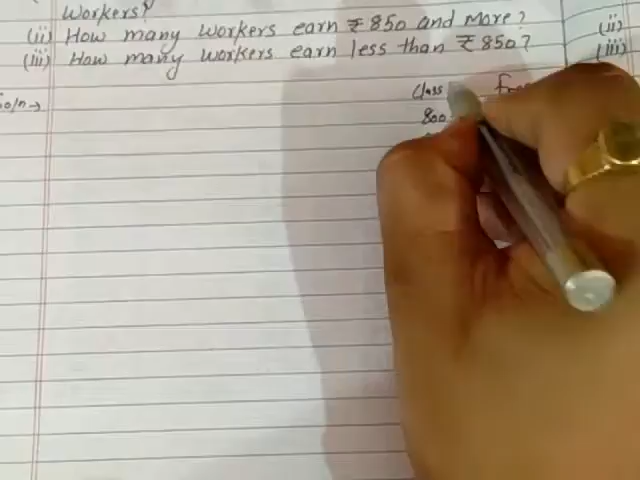 Workers?
(ii) How many workers earn ₹850 and more?
(ii)
(iii) How many workers earn less than ₹850?
(iii)
Soln→
Class
800